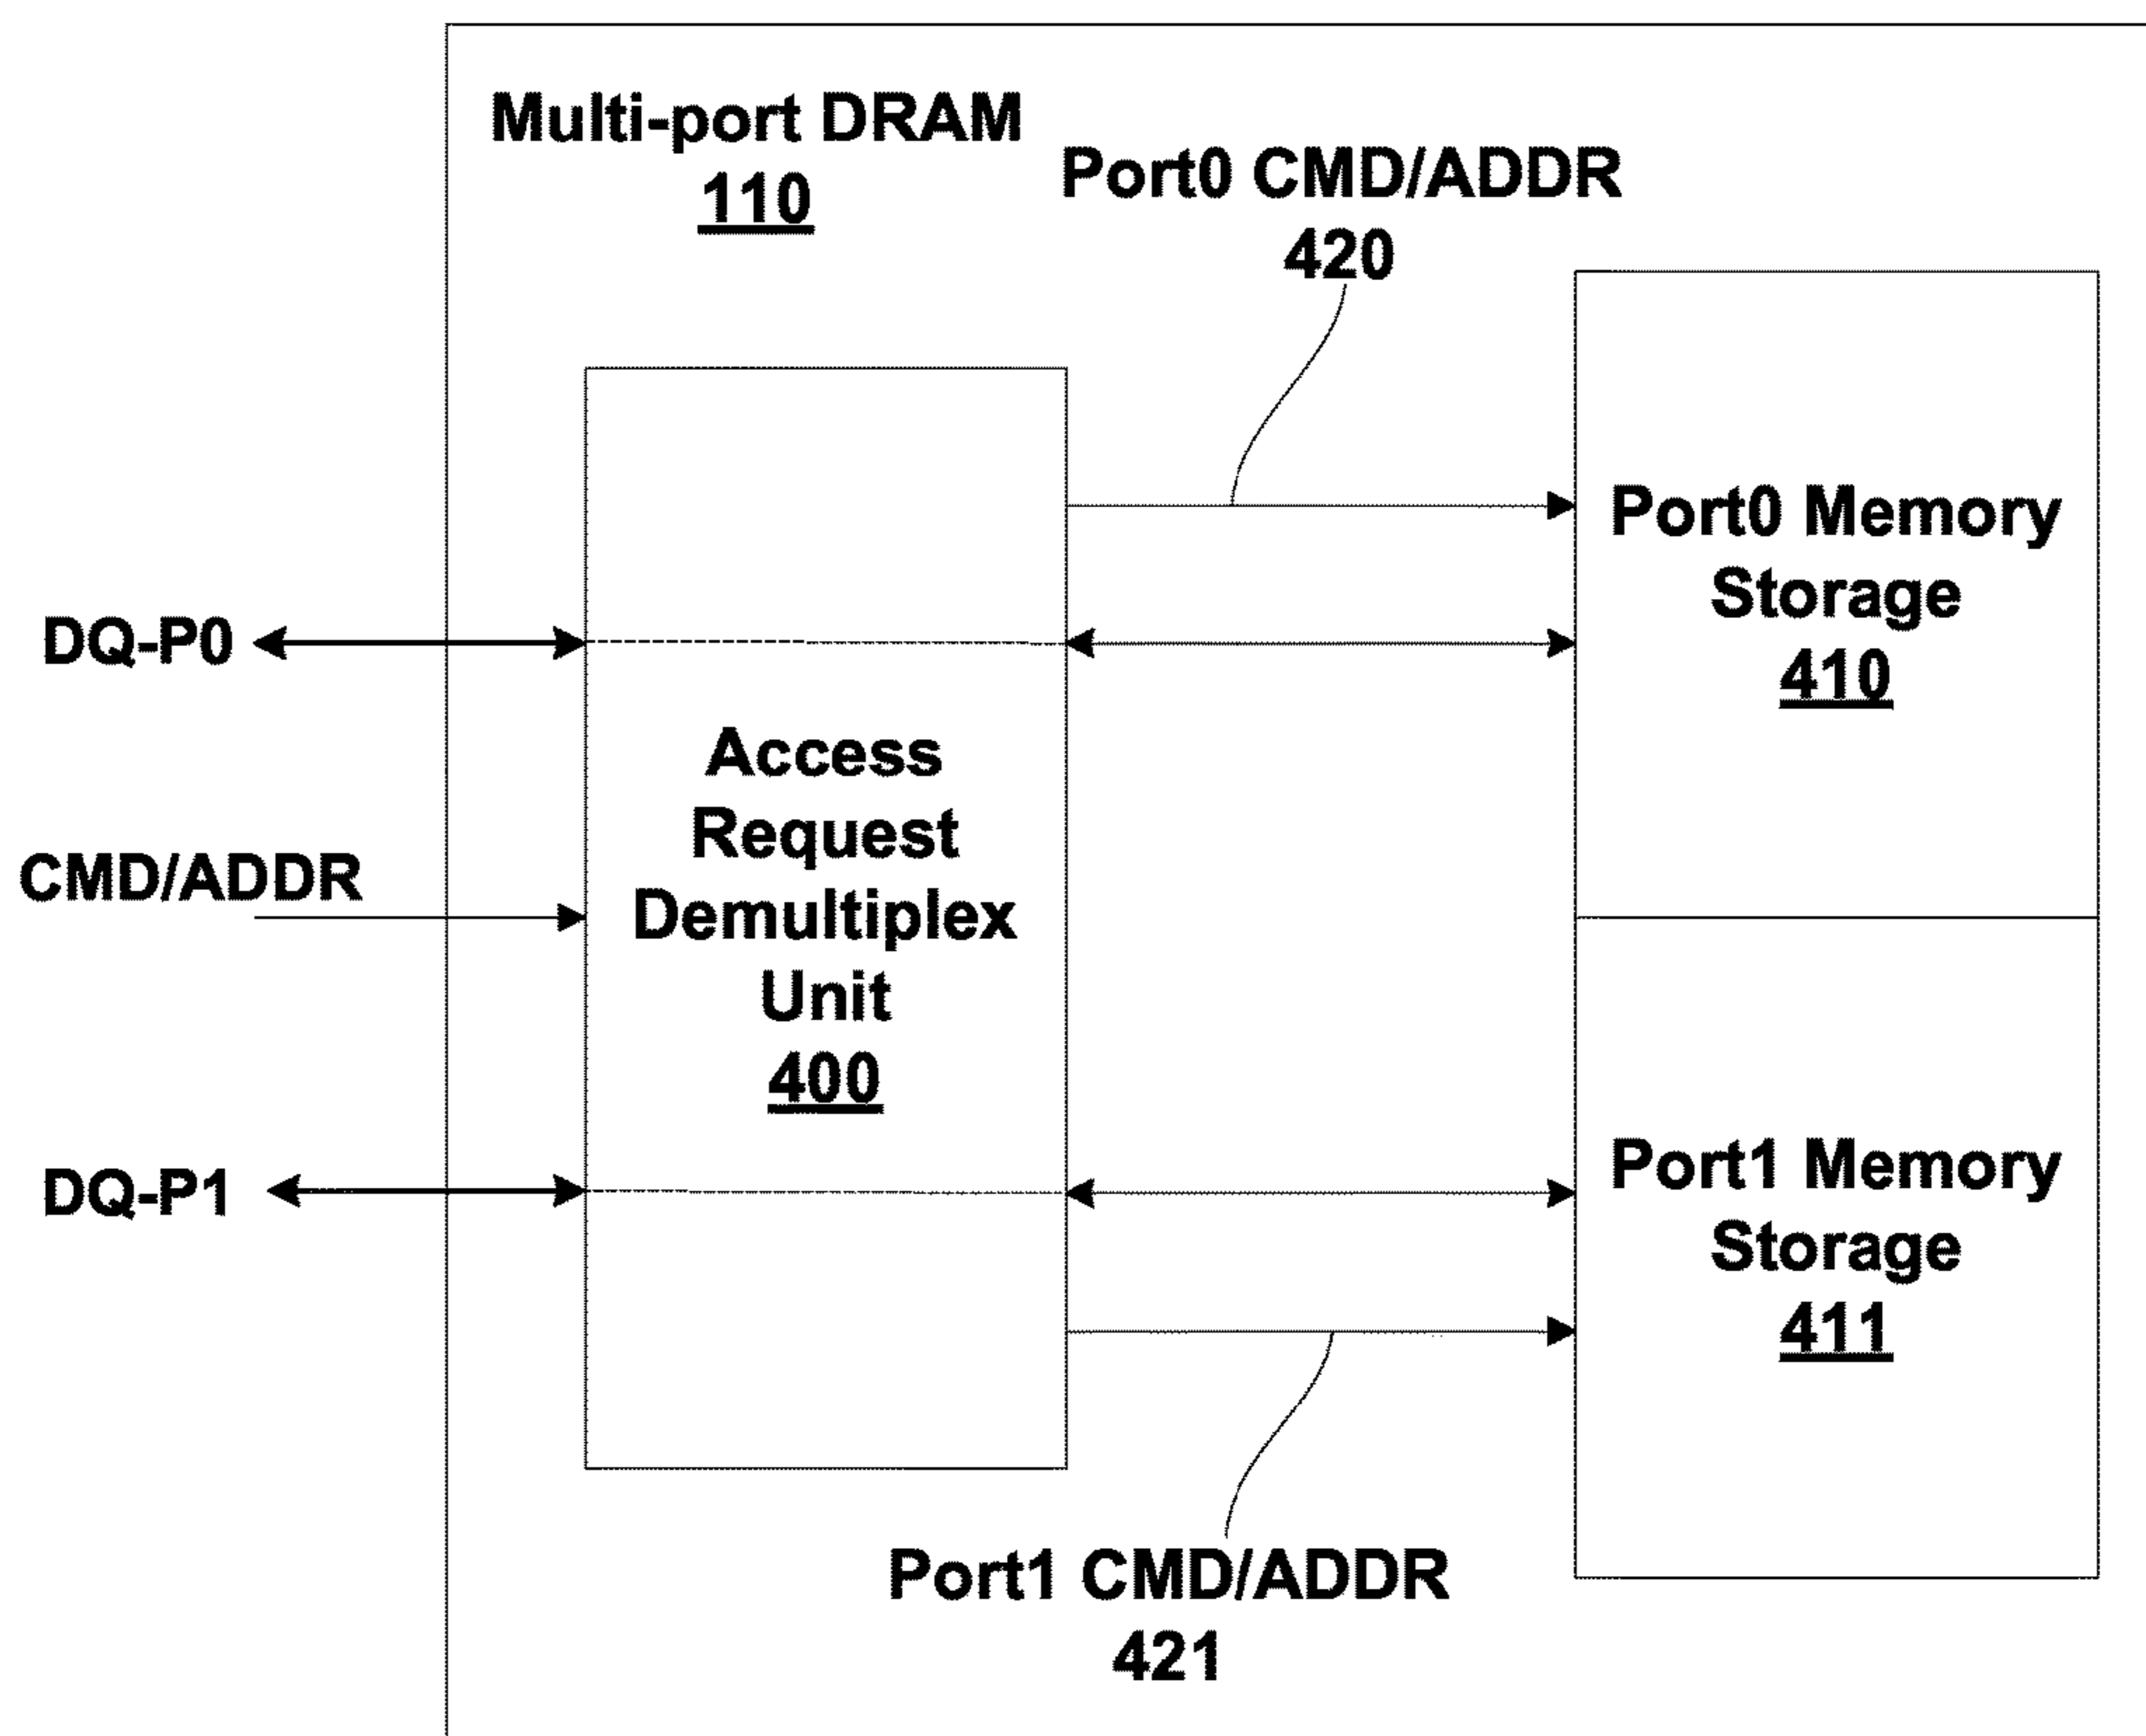 Multi-port DRAM
110
Port0 CMD/ADDR
420
Port0 Memory
Storage
410
DQ-P0
Access
Request
Demultiplex
Unit
400
CMD/ADDR
DQ-P1
Port1 Memory
Storage
411
Port1 CMD/ADDR
421